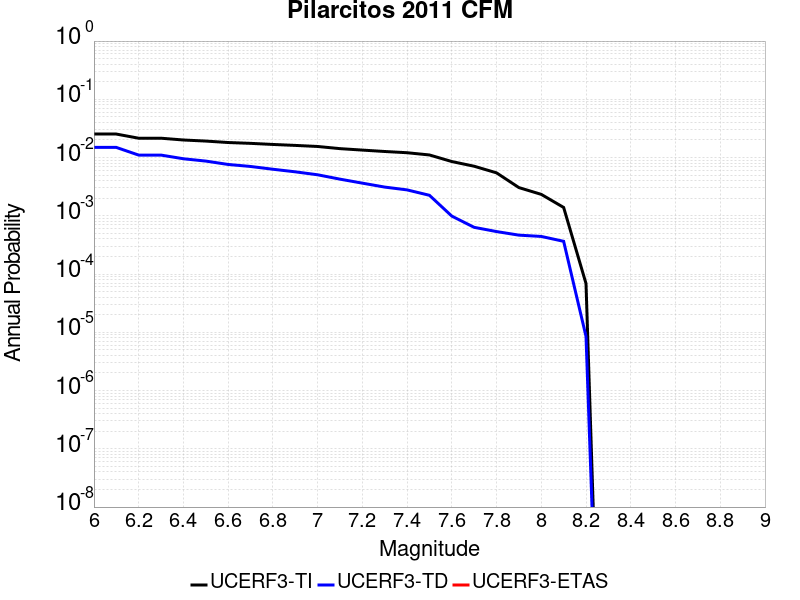 Pilarcitos 2011 CFM
10^0
10^-1
10^-2
10^-3
10^-4
10^-5
10^-6
10^-7
10^-8
Annual Probability
6 6.2 6.4 6.6 6.8 7 7.2 7.4 7.6 7.8 8 8.2 8.4 8.6 8.8 9
Magnitude
UCERF3-TI UCERF3-TD UCERF3-ETAS